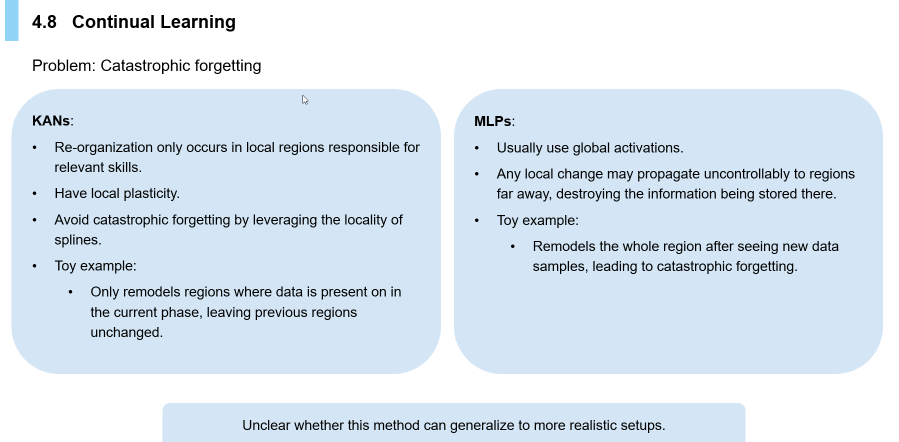 4.8 Continual Learning
Problem: Catastrophic forgetting
KANs:
• Re-organization only occurs in local regions responsible for
relevant skills.
• Have local plasticity.
• Avoid catastrophic forgetting by leveraging the locality of
splines.
• Toy example:
• Only remodels regions where data is present on in
the current phase, leaving previous regions
unchanged.
MLPs:
• Usually use global activations.
• Any local change may propagate uncontrollably to regions
far away, destroying the information being stored there.
• Toy example:
• Remodels the whole region after seeing new data
samples, leading to catastrophic forgetting.
Unclear whether this method can generalize to more realistic setups.